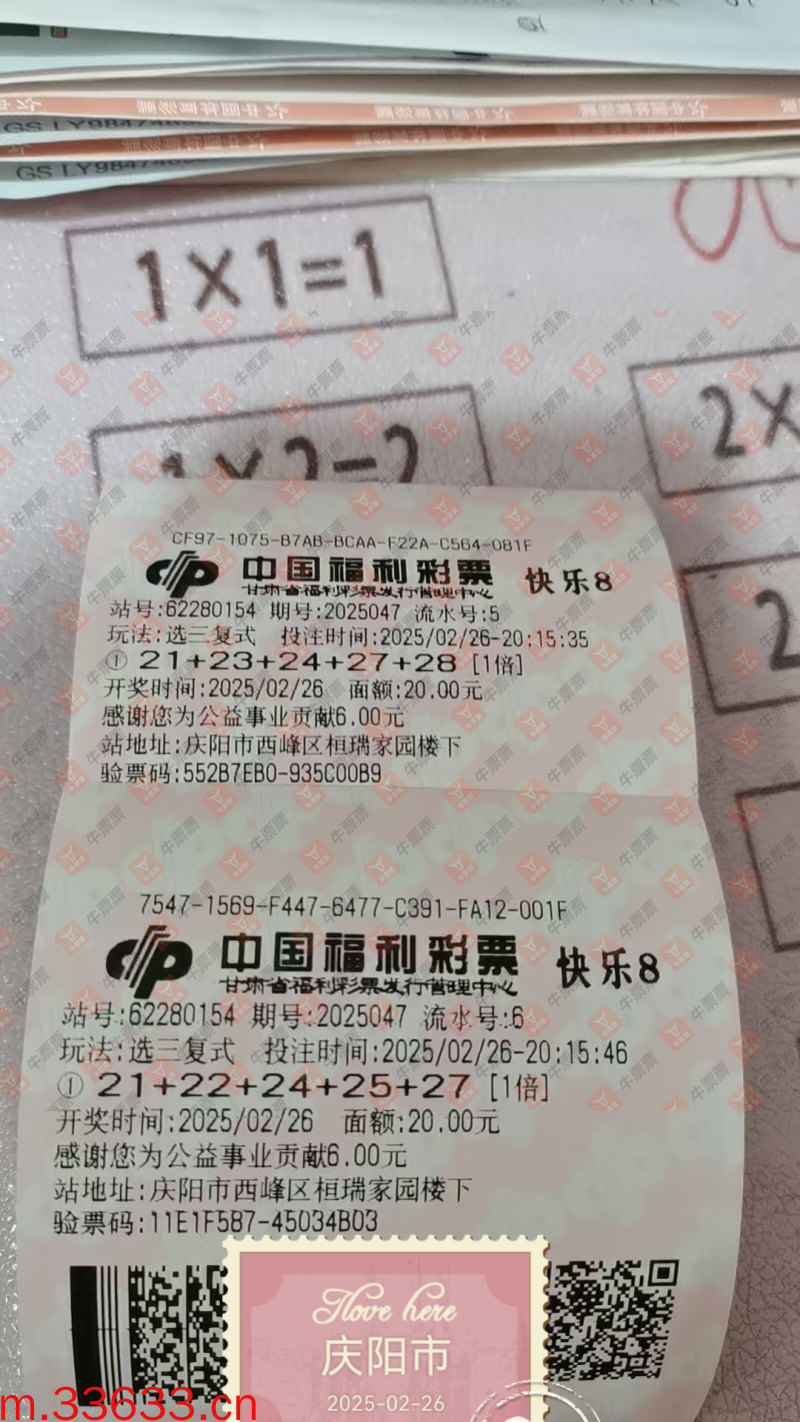 GS LY984746
GS LY984746
1×1=1
1×2=2
2×
2
CF97-1075-B7AB-BCAA-F22A-C564-081F
中国福利彩票 快乐8
甘肃省福利彩票发行管理中心
站号:62280154 期号:2025047 流水号:5
玩法:选三复式 投注时间:2025/02/26-20:15:35
① 21+23+24+27+28 [1倍]
开奖时间:2025/02/26 面额:20.00元
感谢您为公益事业贡献6.00元
站地址:庆阳市西峰区桓瑞家园楼下
验票码:552B7EB0-935C00B9
7547-1569-F447-6477-C391-FA12-001F
中国福利彩票 快乐8
甘肃省福利彩票发行管理中心
站号:62280154 期号:2025047 流水号:6
玩法:选三复式 投注时间:2025/02/26-20:15:46
① 21+22+24+25+27 [1倍]
开奖时间:2025/02/26 面额:20.00元
感谢您为公益事业贡献6.00元
站地址:庆阳市西峰区桓瑞家园楼下
验票码:11E1F587-45034B03
I love here
庆阳市
2025-02-26
m.33633.cn
牛票票